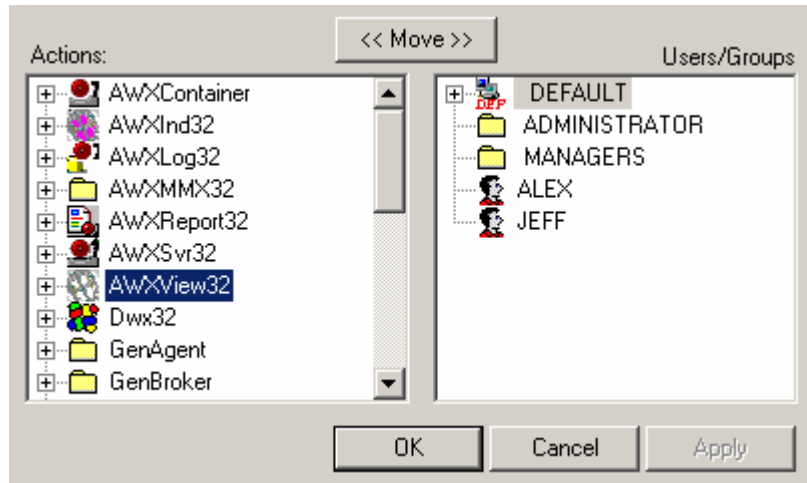 << Move >>
Actions:
Users/Groups
AWXContainer
AWXInd32
AWXLog32
AWXMMX32
AWXReport32
AWXSvr32
AWXView32
Dwx32
GenAgent
GenBroker
DEFAULT
DEF
ADMINISTRATOR
MANAGERS
ALEX
JEFF
OK
Cancel
Apply